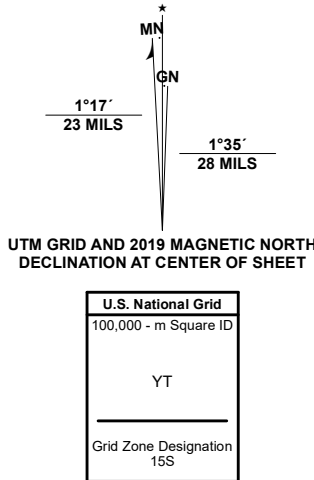 ★
MN
GN
1°17´
23 MILS
1°35´
28 MILS
UTM GRID AND 2019 MAGNETIC NORTH
DECLINATION AT CENTER OF SHEET
U.S. National Grid
100,000 - m Square ID
YT
Grid Zone Designation
15S